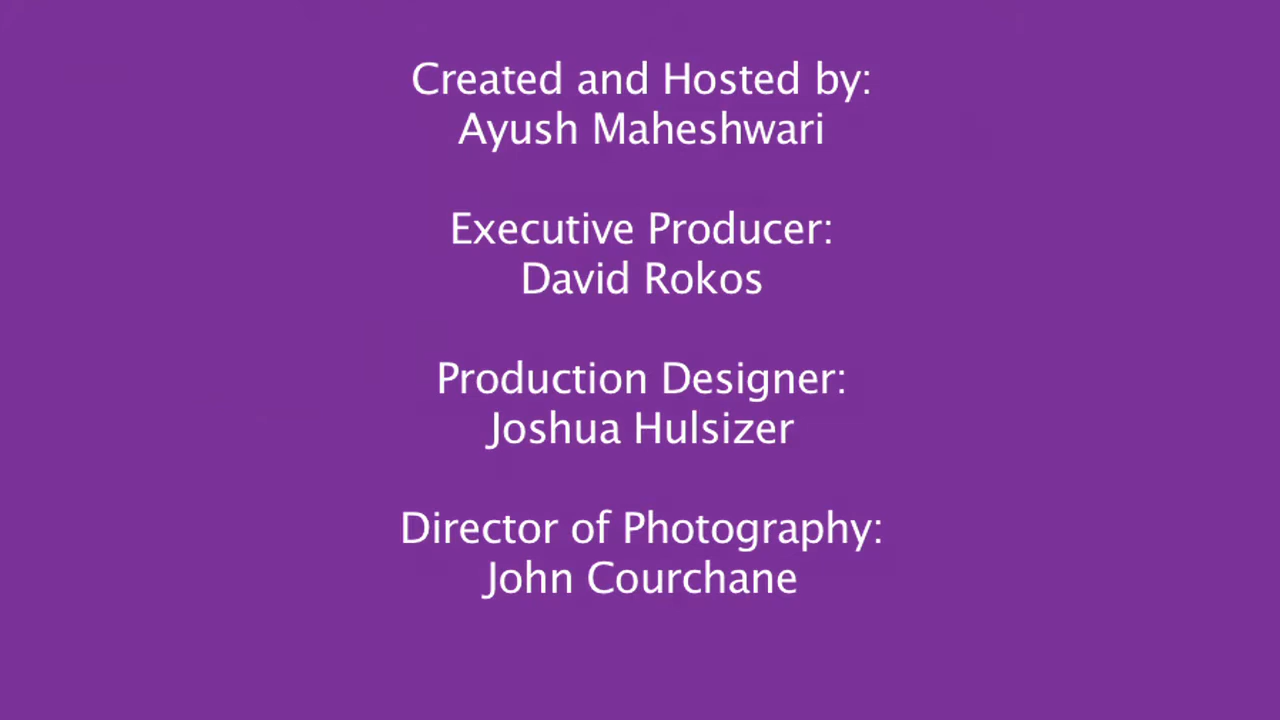 Created and Hosted by:
Ayush Maheshwari
Executive Producer:
David Rokos
Production Designer:
Joshua Hulsizer
Director of Photography:
John Courchane